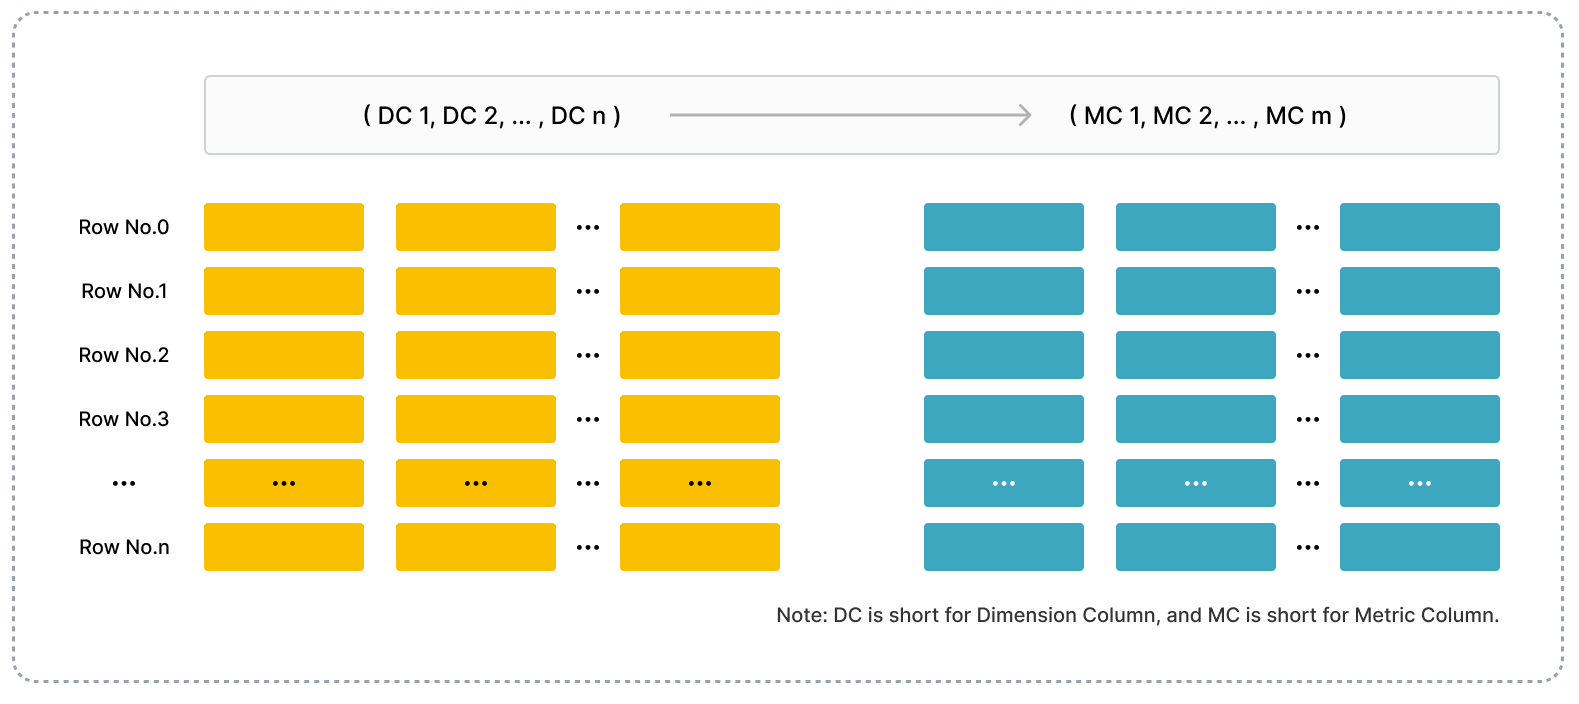 ( DC 1, DC 2, ... , DC n ) ( MC 1, MC 2, ... , MC m )
Row No.0 ... ...
Row No.1 ... ...
Row No.2 ... ...
Row No.3 ... ...
... ... ... ... ... ... ... ... ...
Row No.n ... ...
Note: DC is short for Dimension Column, and MC is short for Metric Column.